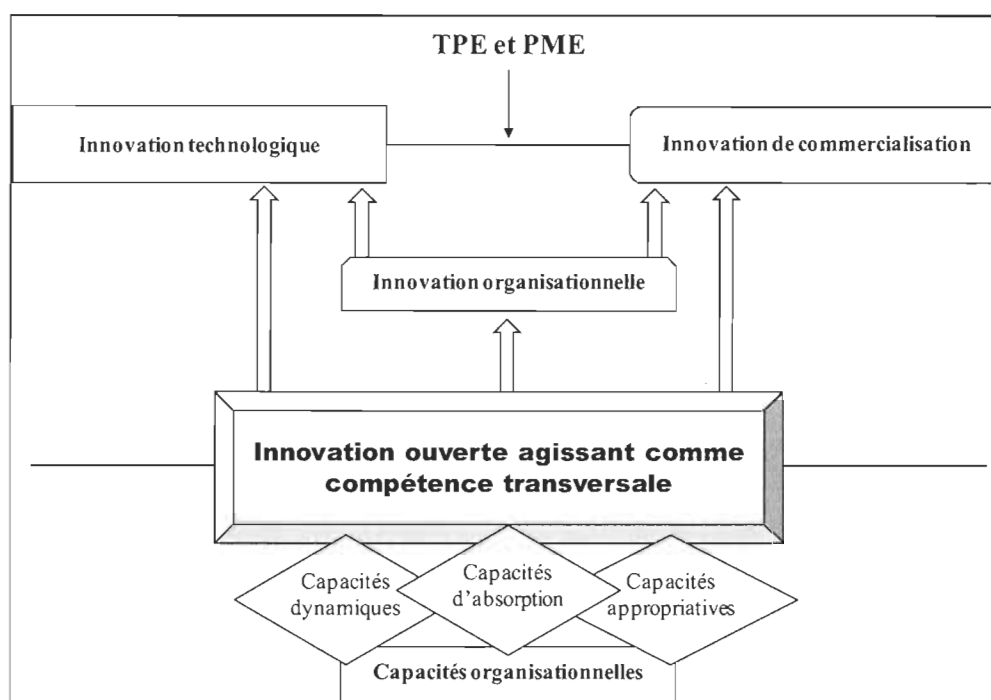 TPE et PME
Innovation technologique
Innovation de commercialisation
Innovation organisationnelle
Innovation ouverte agissant comme
compétence transversale
Capacités
dynamiques
Capacités
d'absorption
Capacités
appropriatives
Capacités organisationnelles